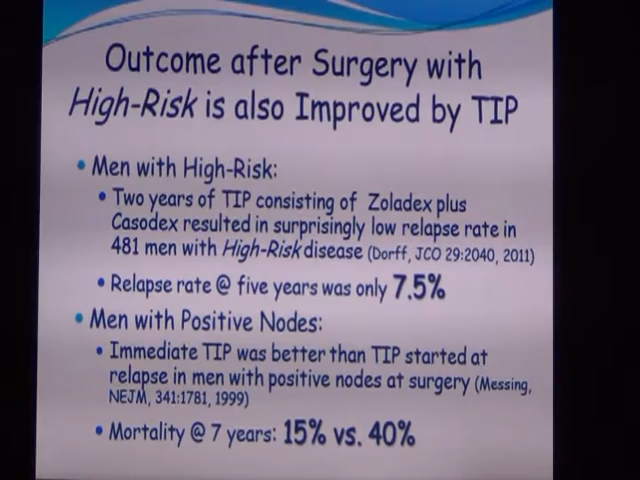 Outcome after Surgery with
High-Risk is also Improved by TIP
• Men with High-Risk:
• Two years of TIP consisting of Zoladex plus
Casodex resulted in surprisingly low relapse rate in
481 men with High-Risk disease (Dorff, JCO 29:2040, 2011)
• Relapse rate @ five years was only 7.5%
• Men with Positive Nodes:
• Immediate TIP was better than TIP started at
relapse in men with positive nodes at surgery (Messing,
NEJM, 341:1781, 1999)
• Mortality @ 7 years: 15% vs. 40%